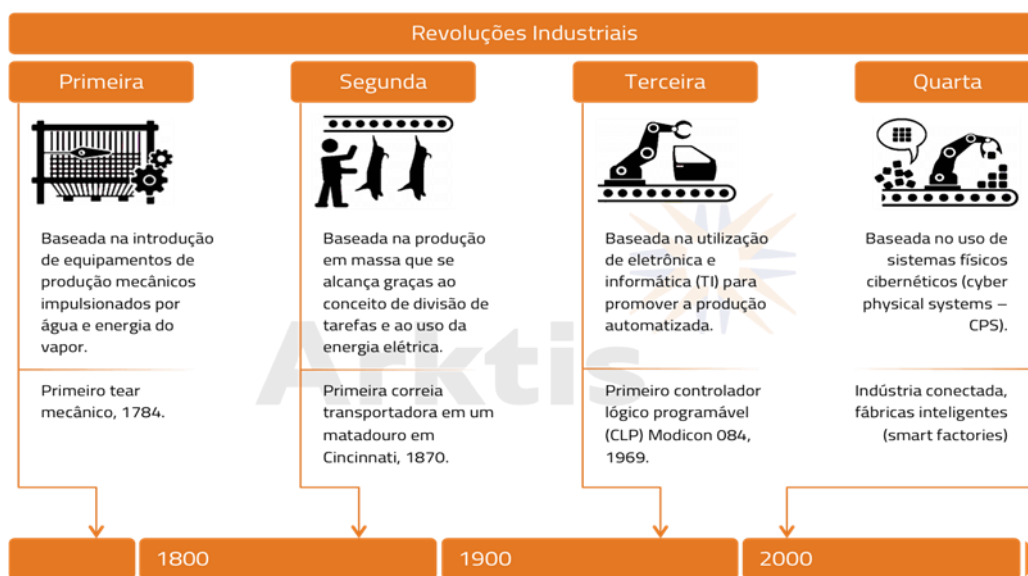 Revoluções Industriais
Primeira
Segunda
Terceira
Quarta
Baseada na introdução
de equipamentos de
produção mecânicos
impulsionados por
água e energia do
vapor.
Baseada na produção
em massa que se
alcança graças ao
conceito de divisão de
tarefas e ao uso da
energia elétrica.
Baseada na utilização
de eletrônica e
informática (TI) para
promover a produção
automatizada.
Baseada no uso de
sistemas físicos
cibernéticos (cyber
physical systems –
CPS).
Arktis
Primeiro tear
mecânico, 1784.
Primeira correia
transportadora em um
matadouro em
Cincinnati, 1870.
Primeiro controlador
lógico programável
(CLP) Modicon 084,
1969.
Indústria conectada,
fábricas inteligentes
(smart factories)
1800
1900
2000